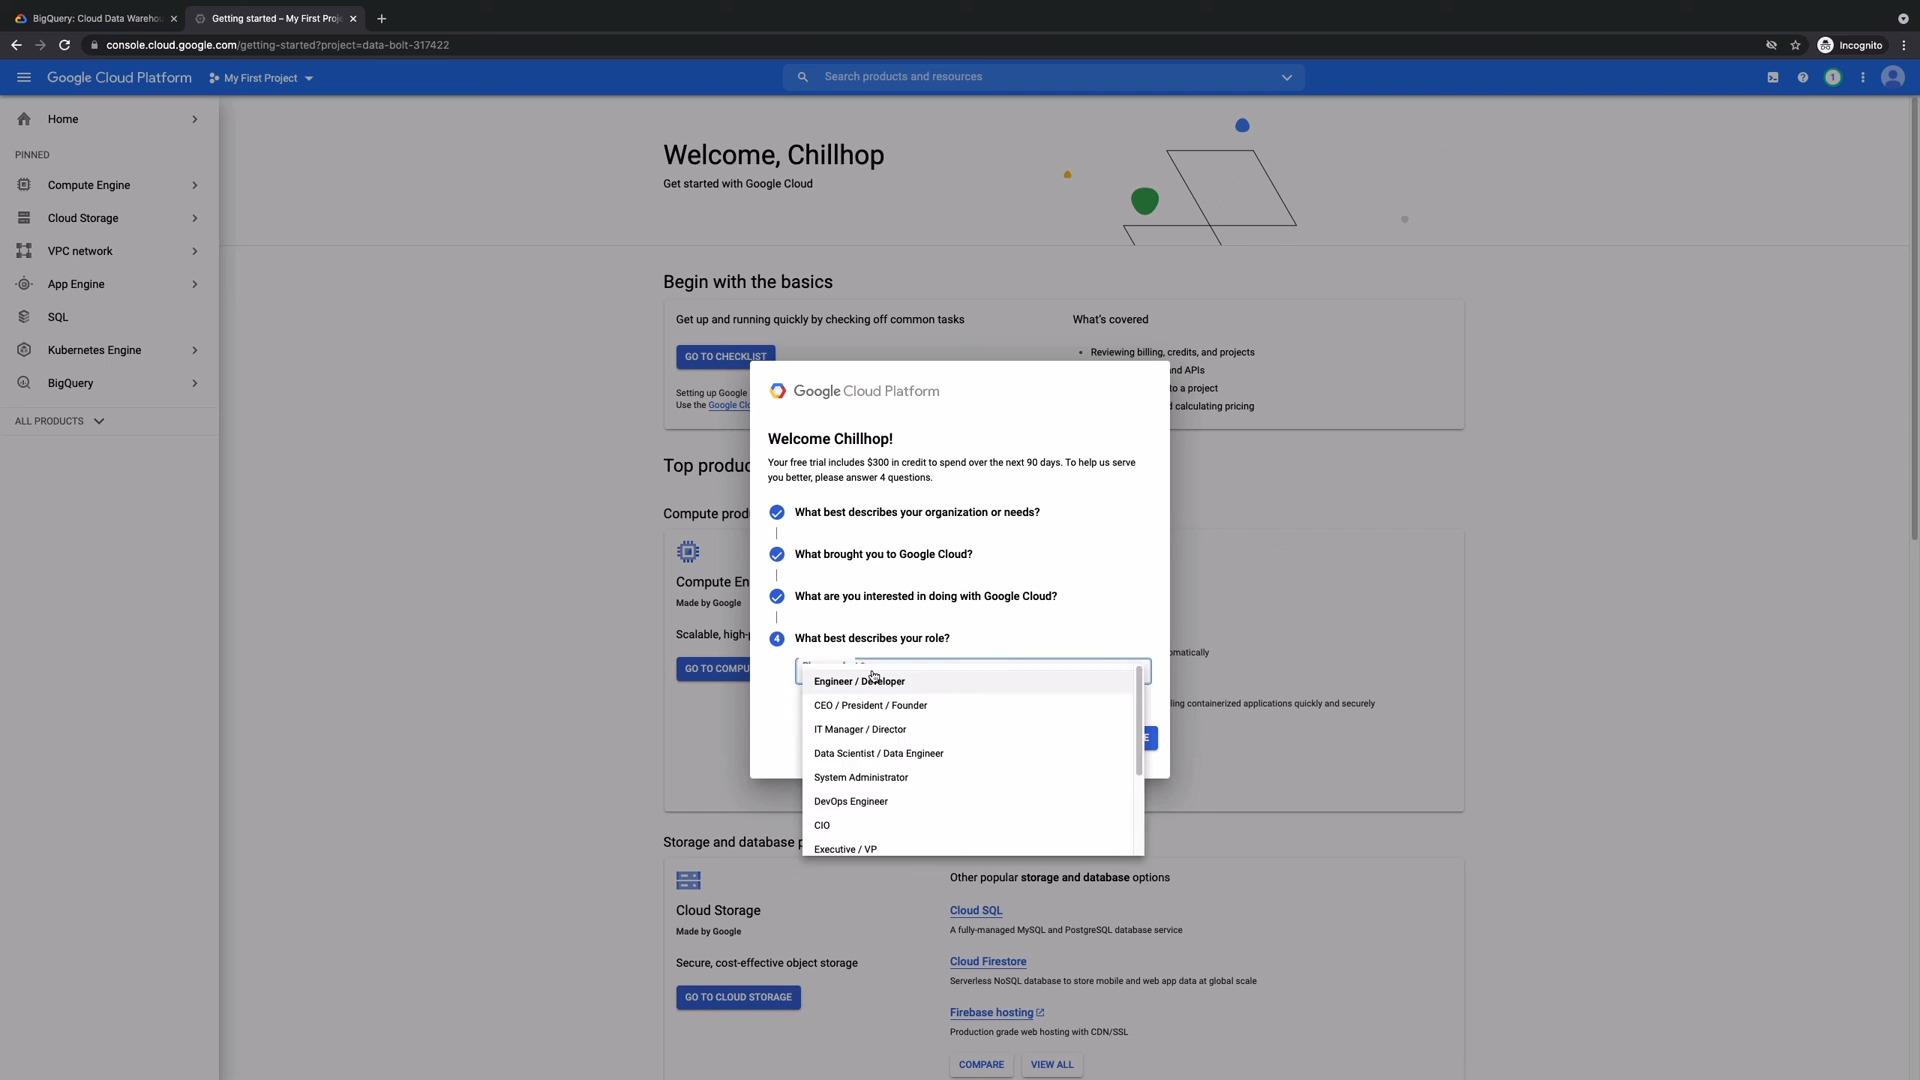 BigQuery: Cloud Data Wareho
Getting started – My First Proje
console.cloud.google.com/getting-started?project=data-bolt-317422
Incognito
Google Cloud Platform
My First Project
Search products and resources
1
Home
PINNED
Compute Engine
Cloud Storage
VPC network
App Engine
SQL
Kubernetes Engine
BigQuery
ALL PRODUCTS
Welcome, Chillhop
Get started with Google Cloud
Begin with the basics
Get up and running quickly by checking off common tasks
What's covered
GO TO CHECKLIST
• Reviewing billing, credits, and projects
and APIs
to a project
calculating pricing
Setting up Google
Use the Google Clo
Google Cloud Platform
Welcome Chillhop!
Your free trial includes $300 in credit to spend over the next 90 days. To help us serve
you better, please answer 4 questions.
What best describes your organization or needs?
What brought you to Google Cloud?
What are you interested in doing with Google Cloud?
4 What best describes your role?
Engineer / Developer
CEO / President / Founder
IT Manager / Director
Data Scientist / Data Engineer
System Administrator
DevOps Engineer
CIO
Executive / VP
Top produc
Compute prod
Compute En
Made by Google
Scalable, high-p
GO TO COMPU
omatically
ling containerized applications quickly and securely
Storage and database p
Cloud Storage
Made by Google
Secure, cost-effective object storage
GO TO CLOUD STORAGE
Other popular storage and database options
Cloud SQL
A fully-managed MySQL and PostgreSQL database service
Cloud Firestore
Serverless NoSQL database to store mobile and web app data at global scale
Firebase hosting
Production grade web hosting with CDN/SSL
COMPARE
VIEW ALL